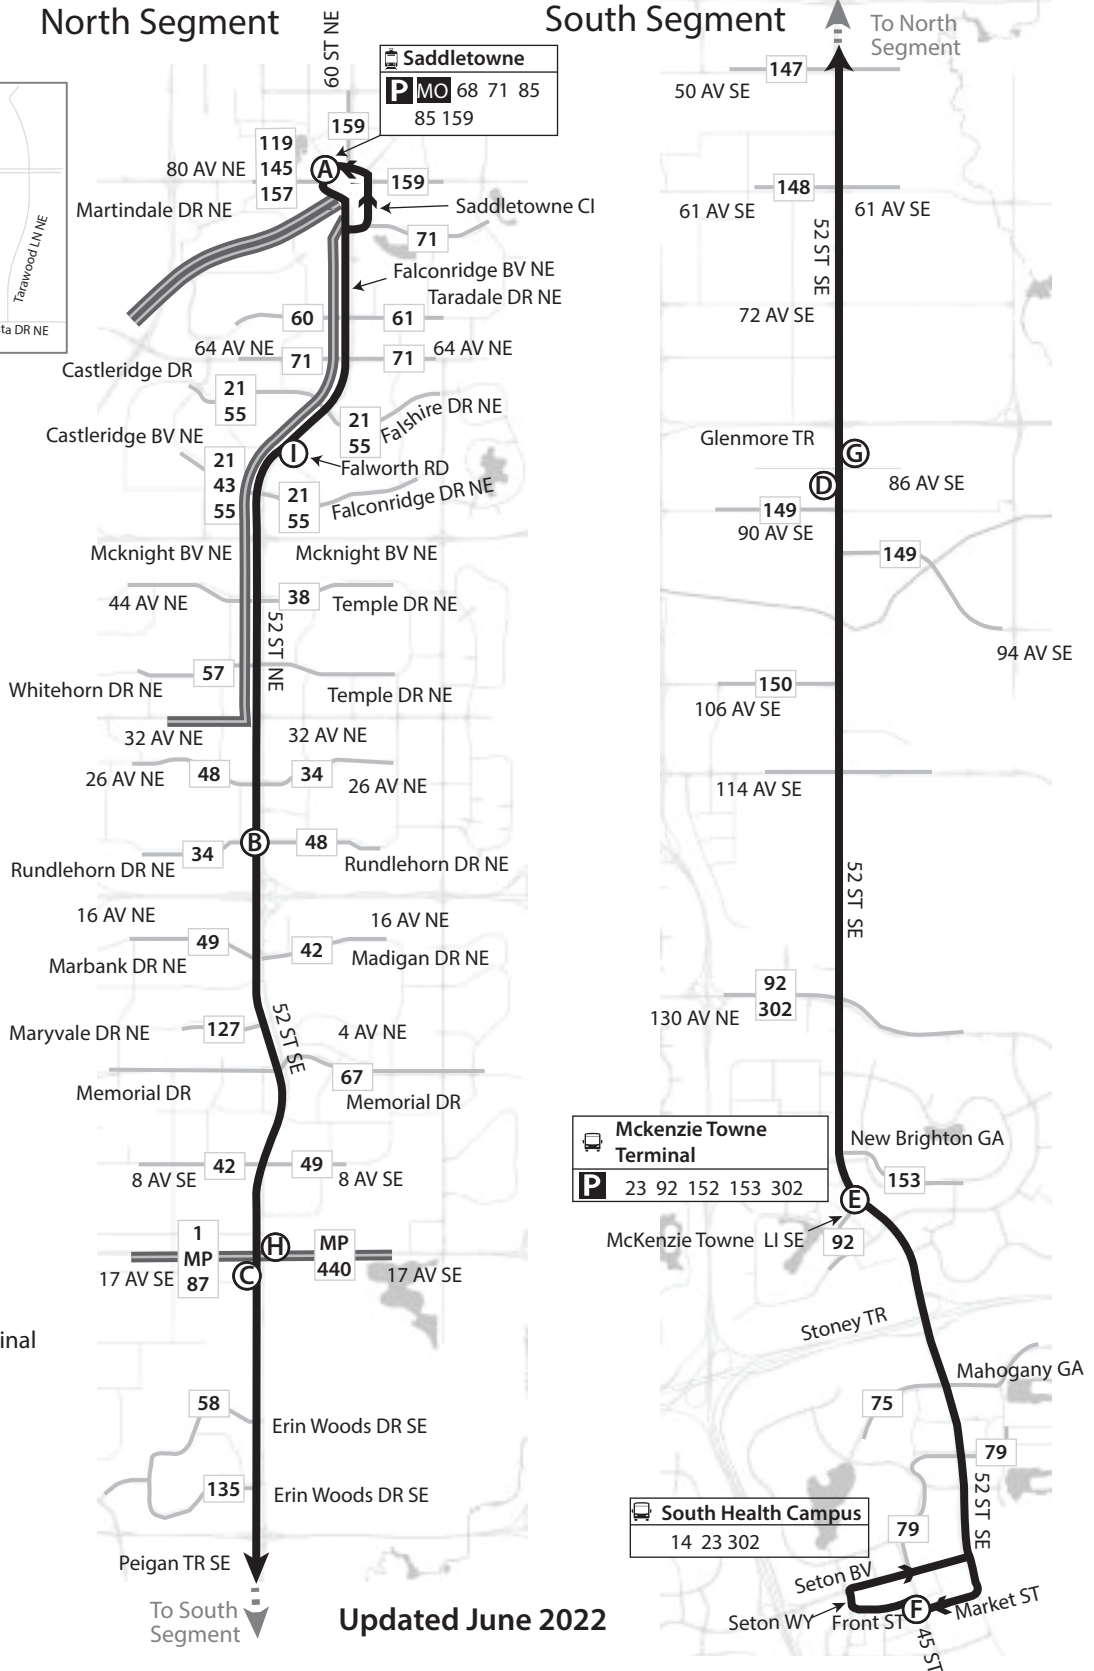 North Segment
60 ST NE
Saddletowne
P MO 68 71 85
85 159
159
119
145
157
80 AV NE
A
159
Martindale DR NE
Saddletowne CI
71
Tarawood LN NE
ta DR NE
Falconridge BV NE
Taradale DR NE
60
61
64 AV NE
71
71
64 AV NE
Castleridge DR
21
55
21
55
Falshire DR NE
Castleridge BV NE
I
Falworth RD
21
43
55
21
55
Falconridge DR NE
Mcknight BV NE
Mcknight BV NE
44 AV NE
38
Temple DR NE
52 ST NE
57
Whitehorn DR NE
Temple DR NE
32 AV NE
32 AV NE
26 AV NE
48
34
26 AV NE
B
34
48
Rundlehorn DR NE
Rundlehorn DR NE
16 AV NE
16 AV NE
49
42
Marbank DR NE
Madigan DR NE
52 ST SE
Maryvale DR NE
127
4 AV NE
67
Memorial DR
Memorial DR
42
49
8 AV SE
8 AV SE
1
MP
87
H
MP
440
C
17 AV SE
17 AV SE
inal
58
Erin Woods DR SE
135
Erin Woods DR SE
Peigan TR SE
To South
Segment
Updated June 2022
South Segment
To North
Segment
147
50 AV SE
148
61 AV SE
61 AV SE
52 ST SE
72 AV SE
Glenmore TR
G
D
86 AV SE
149
90 AV SE
149
94 AV SE
150
106 AV SE
114 AV SE
52 ST SE
92
302
130 AV NE
Mckenzie Towne
Terminal
P 23 92 152 153 302
New Brighton GA
153
E
McKenzie Towne LI SE
92
Stoney TR
Mahogany GA
75
79
52 ST SE
South Health Campus
14 23 302
79
Seton BV
Seton WY
Front ST
F
Market ST
45 ST